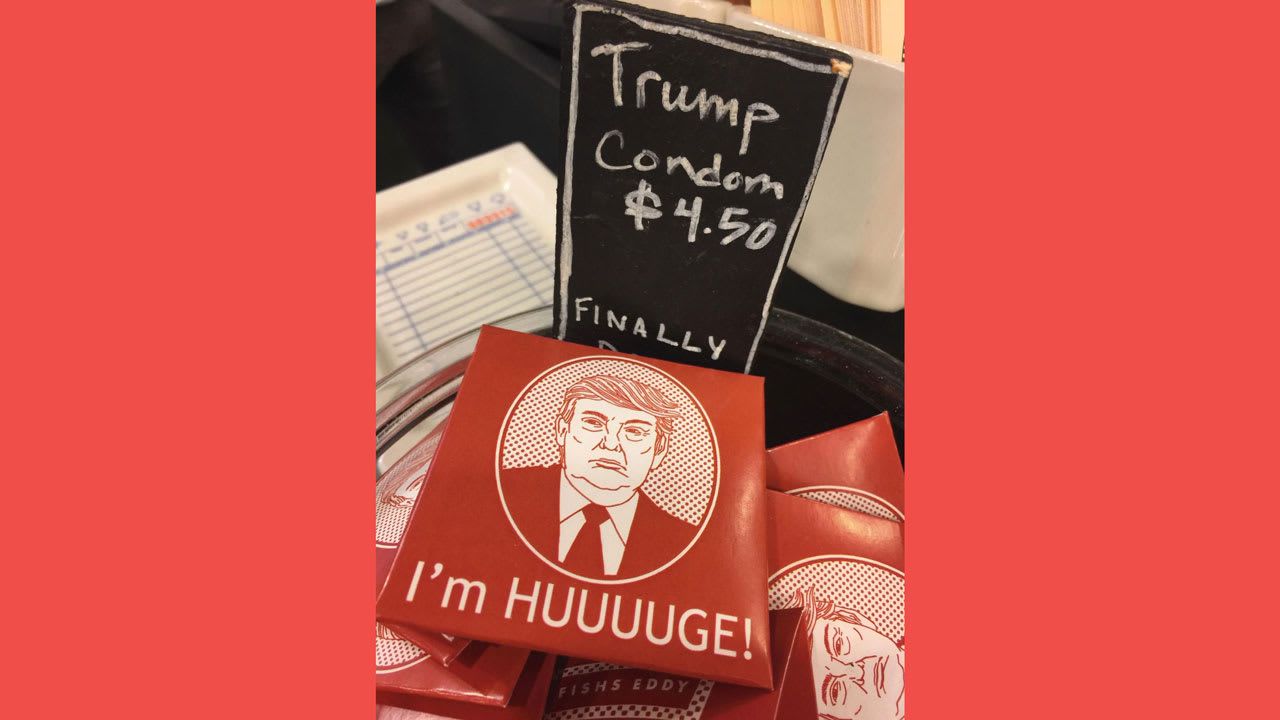 Trump
Condom
$4.50
FINALLY
I'm HUUUUGE!
FISHS EDDY